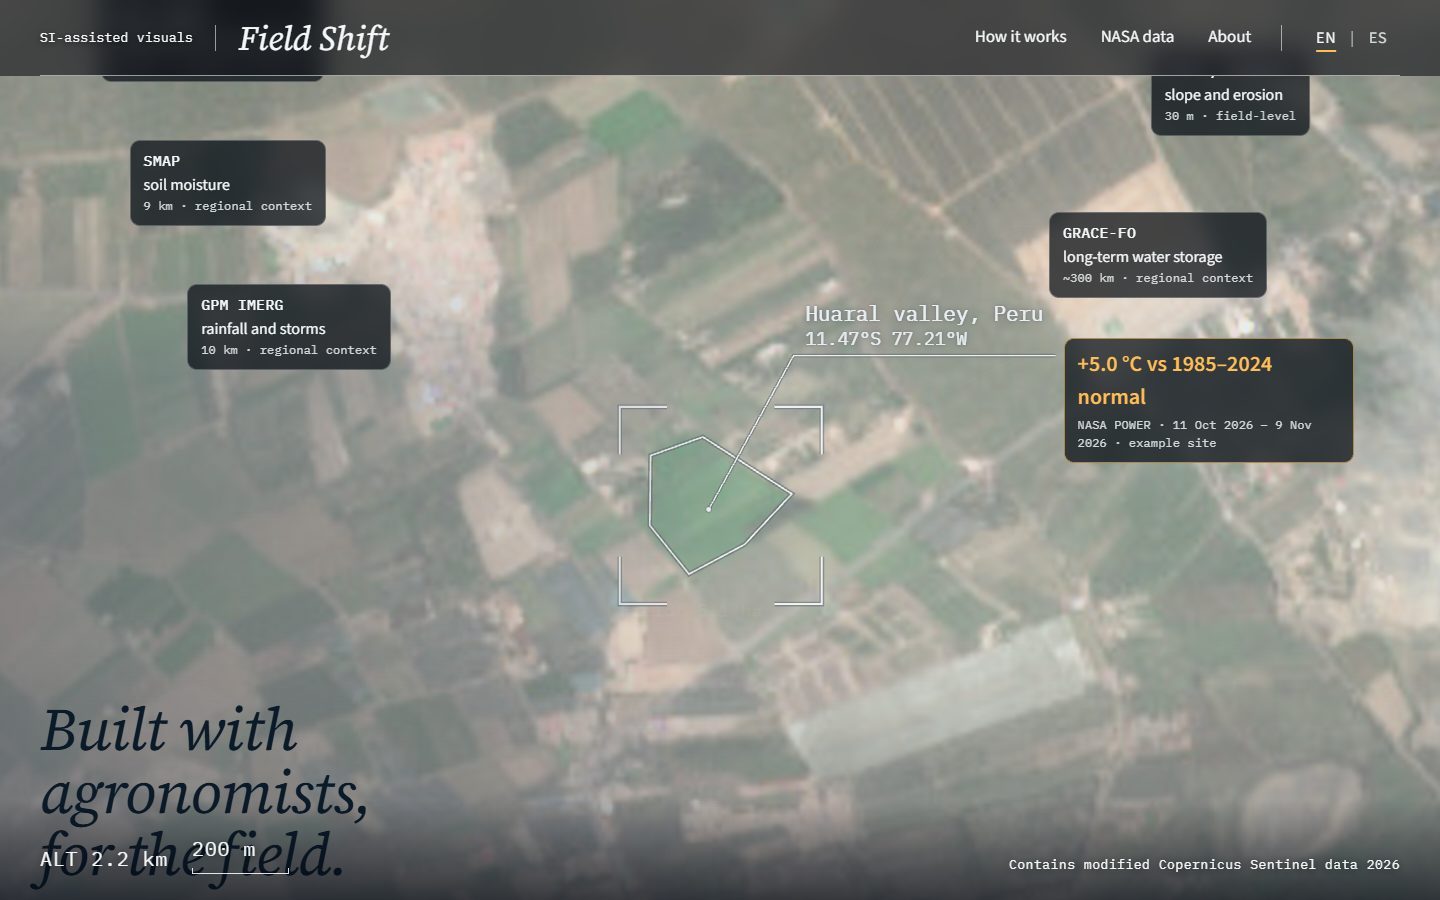 SI-assisted visuals
Field Shift
How it works
NASA data
About
EN | ES
slope and erosion
30 m · field-level
SMAP
soil moisture
9 km · regional context
GRACE-FO
long-term water storage
~300 km · regional context
GPM IMERG
rainfall and storms
10 km · regional context
Huaral valley, Peru
11.47°S 77.21°W
+5.0 °C vs 1985–2024
normal
NASA POWER · 11 Oct 2026 – 9 Nov
2026 · example site
Built with
agronomists,
for the field.
ALT 2.2 km
200 m
Contains modified Copernicus Sentinel data 2026